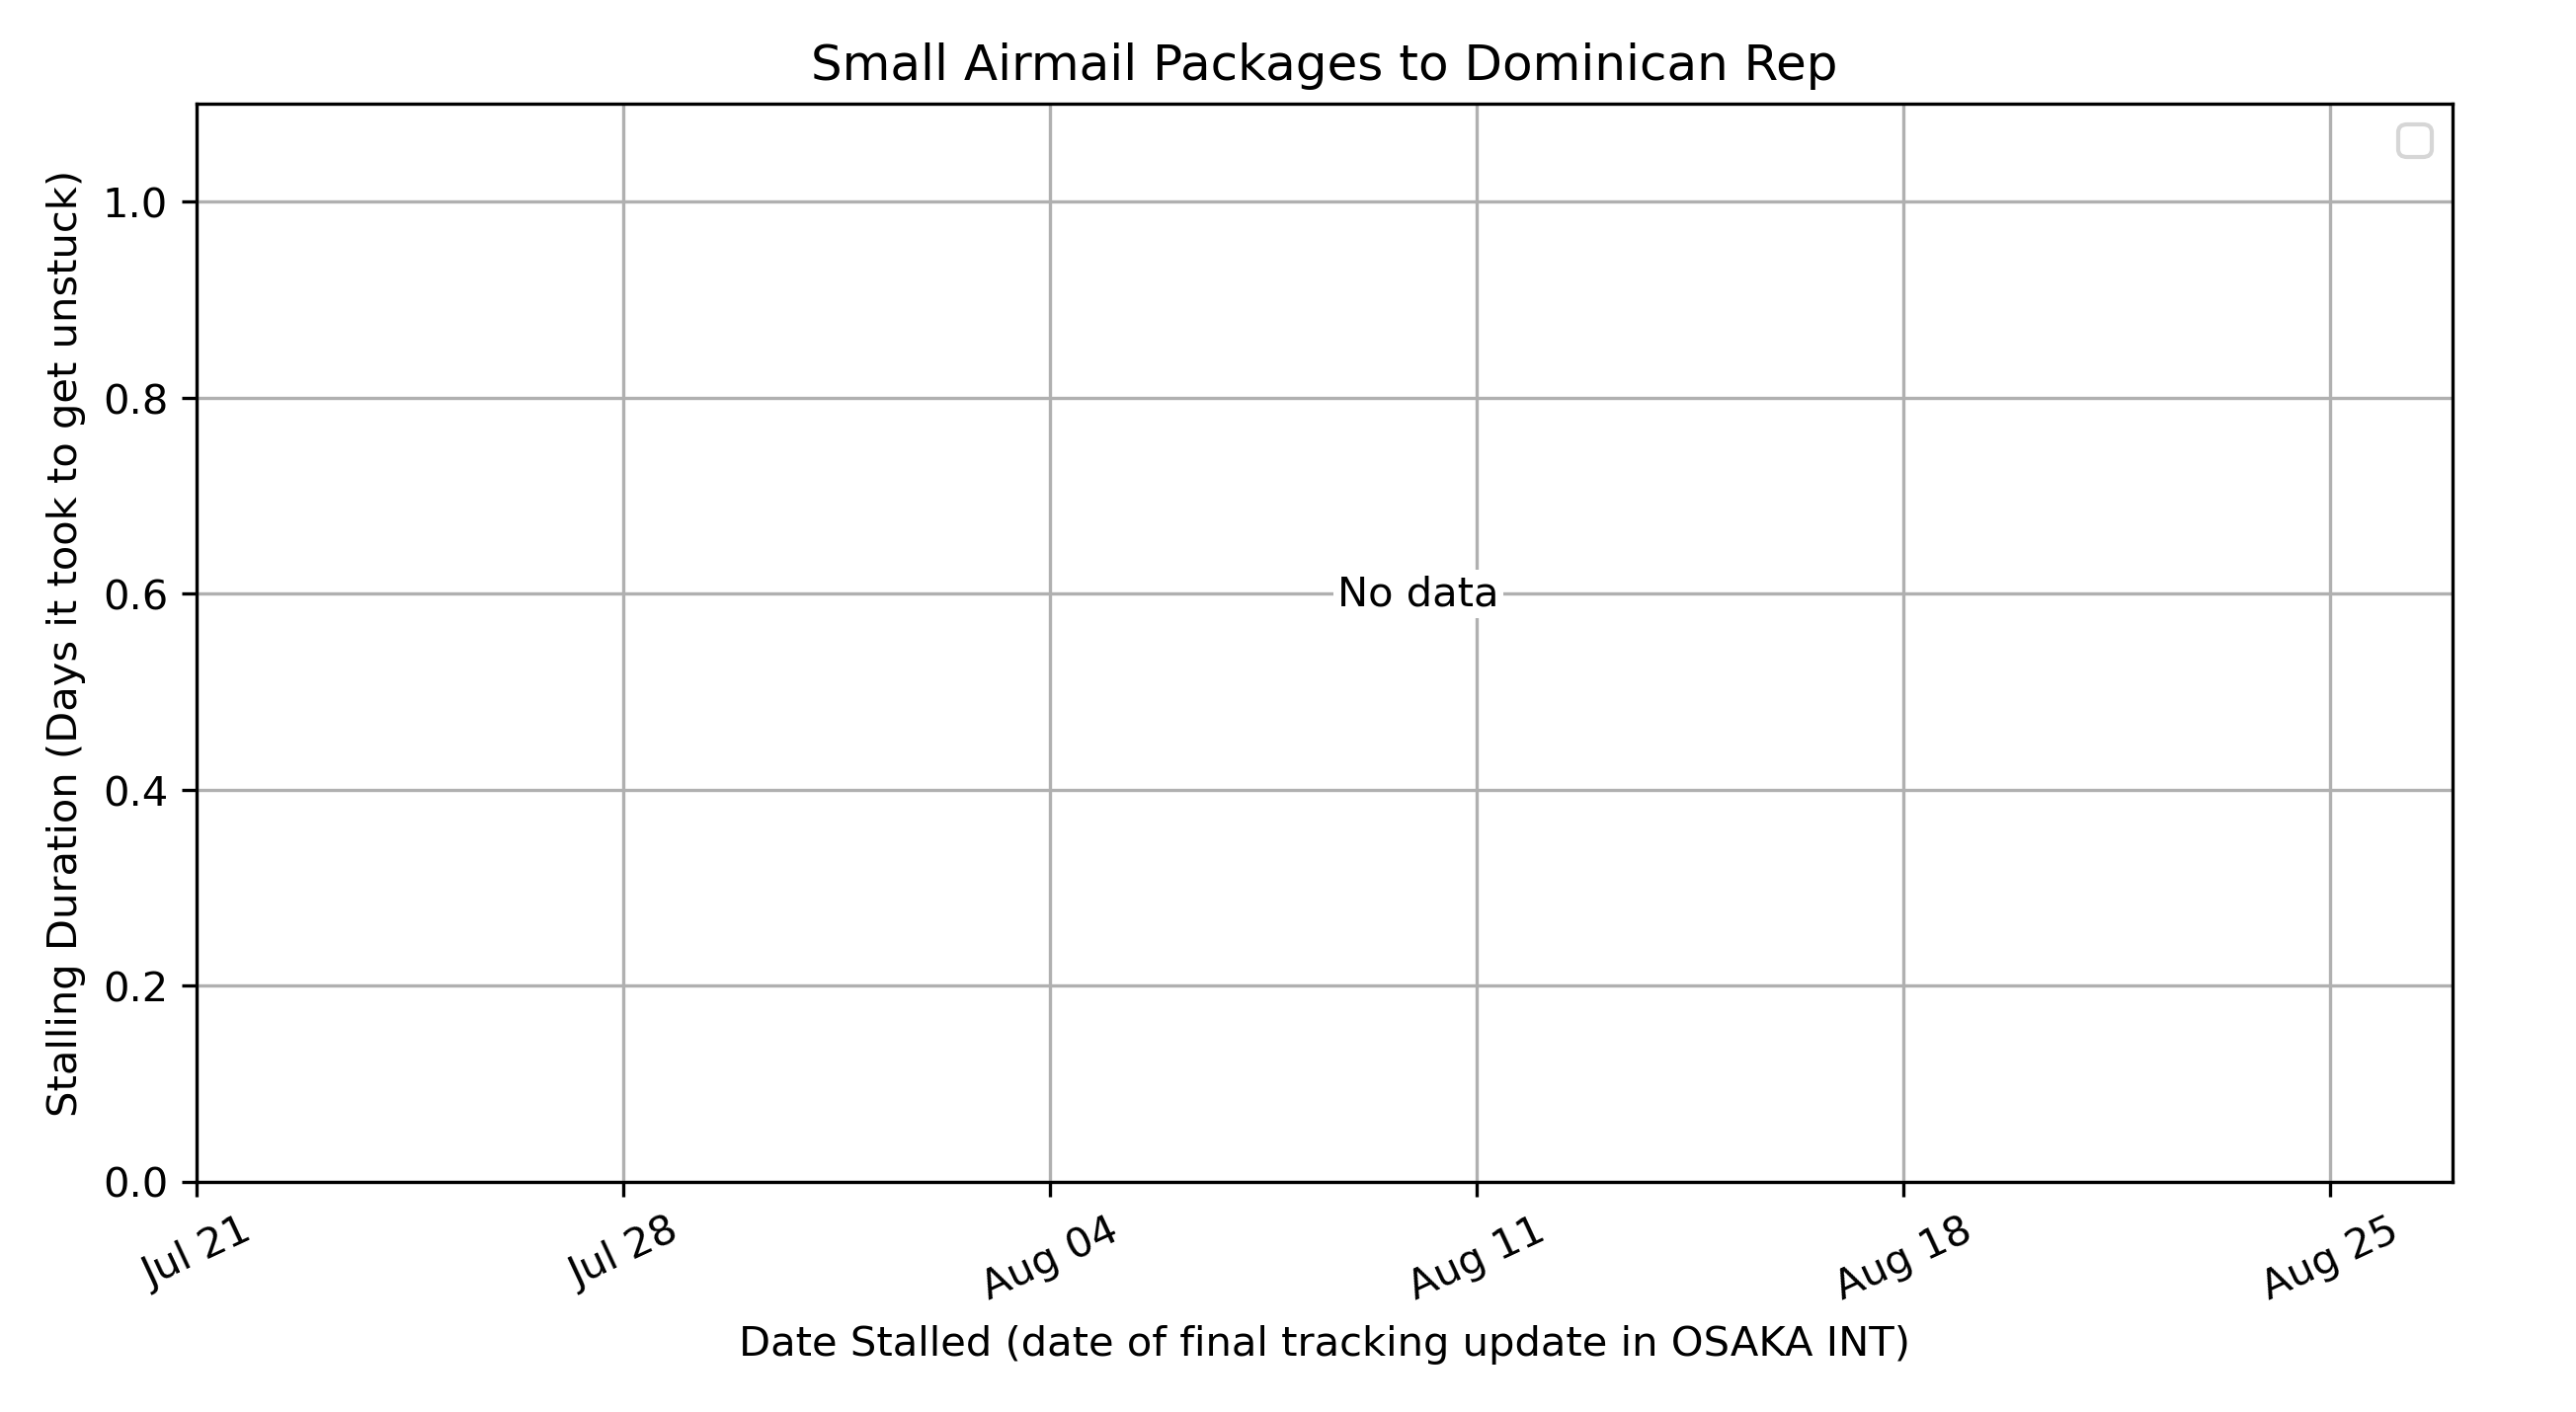 Small Airmail Packages to Dominican Rep
Stalling Duration (Days it took to get unstuck)
1.0
0.8
0.6
0.4
0.2
0.0
No data
Jul 21
Jul 28
Aug 04
Aug 11
Aug 18
Aug 25
Date Stalled (date of final tracking update in OSAKA INT)